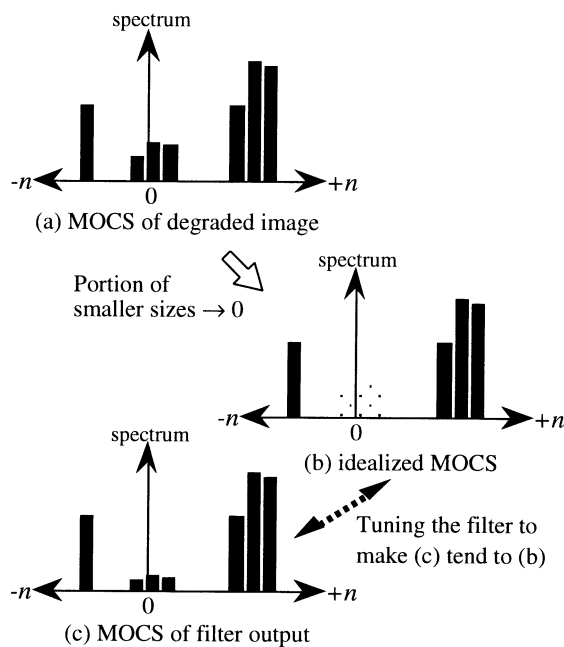 spectrum
-n +n
0
(a) MOCS of degraded image
Portion of
smaller sizes → 0
spectrum
-n +n
0
(b) idealized MOCS
spectrum
Tuning the filter to
make (c) tend to (b)
-n +n
0
(c) MOCS of filter output